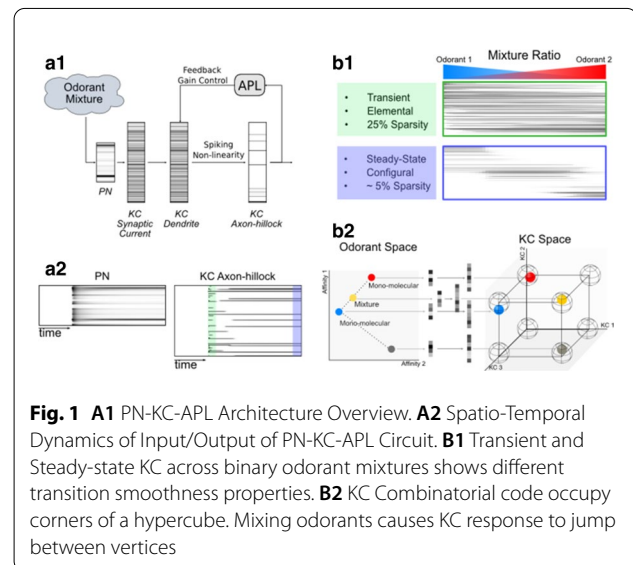 a1
Odorant
Mixture
Feedback
Gain Control
APL
Spiking
Non-linearity
PN
KC
Synaptic
Current
KC
Dendrite
KC
Axon-hillock
b1
Mixture Ratio
Odorant 1
Odorant 2
• Transient
• Elemental
• 25% Sparsity
• Steady-State
• Configural
• ~ 5% Sparsity
a2
PN
KC Axon-hillock
time
time
b2
Odorant Space
KC Space
Affinity 1
Mono-molecular
Mixture
Mono-molecular
Affinity 2
KC 2
KC 1
KC 3
Fig. 1 A1 PN-KC-APL Architecture Overview. A2 Spatio-Temporal
Dynamics of Input/Output of PN-KC-APL Circuit. B1 Transient and
Steady-state KC across binary odorant mixtures shows different
transition smoothness properties. B2 KC Combinatorial code occupy
corners of a hypercube. Mixing odorants causes KC response to jump
between vertices